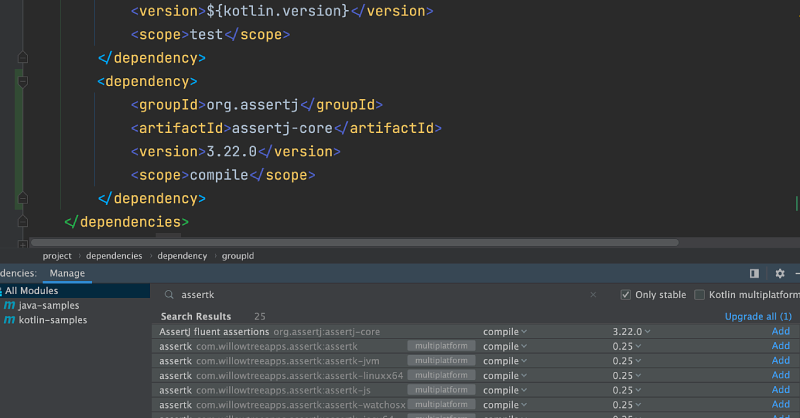 <version>${kotlin.version}</version>
<scope>test</scope>
</dependency>
<dependency>
<groupId>org.assertj</groupId>
<artifactId>assertj-core</artifactId>
<version>3.22.0</version>
<scope>compile</scope>
</dependency>
</dependencies>
project › dependencies › dependency › groupId
dencies: Manage
All Modules
java-samples
kotlin-samples
assertk × Only stable Kotlin multiplatform
Search Results 25 Upgrade all (1)
AssertJ fluent assertions org.assertj:assertj-core compile 3.22.0 Add
assertk com.willowtreeapps.assertk:assertk multiplatform compile 0.25 Add
assertk com.willowtreeapps.assertk:assertk-jvm multiplatform compile 0.25 Add
assertk com.willowtreeapps.assertk:assertk-linuxx64 multiplatform compile 0.25 Add
assertk com.willowtreeapps.assertk:assertk-js multiplatform compile 0.25 Add
assertk com.willowtreeapps.assertk:assertk-watchosx multiplatform compile 0.25 Add